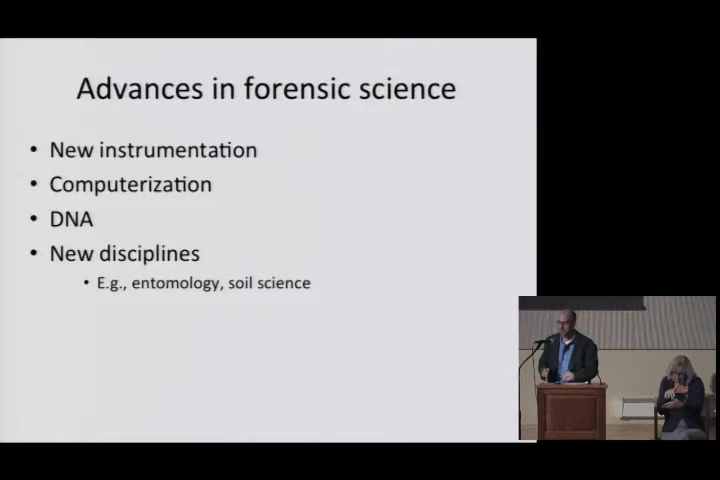 Advances in forensic science
• New instrumentation
• Computerization
• DNA
• New disciplines
• E.g., entomology, soil science